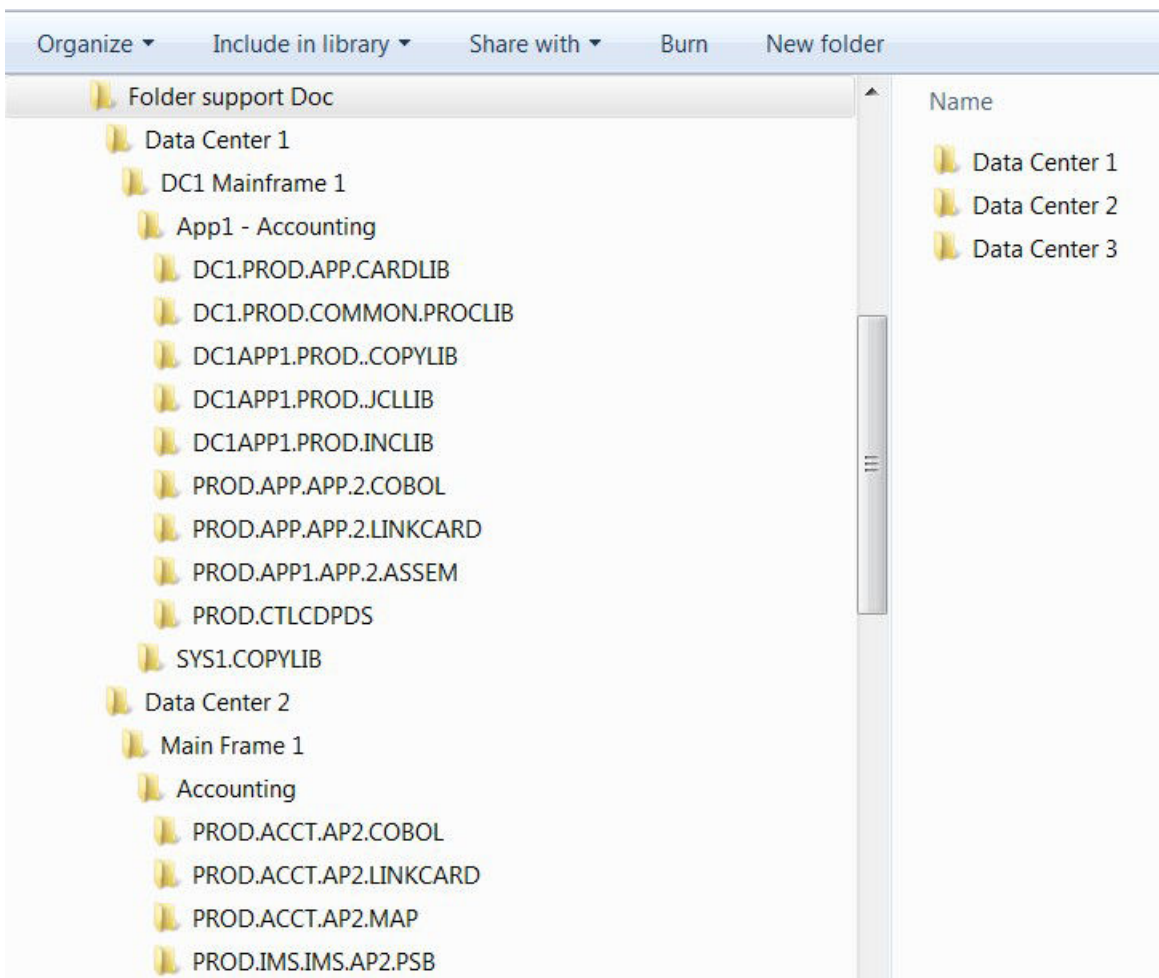 Organize Include in library Share with Burn New folder
Folder support Doc
Data Center 1
DC1 Mainframe 1
App1 - Accounting
DC1.PROD.APP.CARDLIB
DC1.PROD.COMMON.PROCLIB
DC1APP1.PROD..COPYLIB
DC1APP1.PROD..JCLLIB
DC1APP1.PROD.INCLIB
PROD.APP.APP.2.COBOL
PROD.APP.APP.2.LINKCARD
PROD.APP1.APP.2.ASSEM
PROD.CTLCDPDS
SYS1.COPYLIB
Data Center 2
Main Frame 1
Accounting
PROD.ACCT.AP2.COBOL
PROD.ACCT.AP2.LINKCARD
PROD.ACCT.AP2.MAP
PROD.IMS.IMS.AP2.PSB
Name
Data Center 1
Data Center 2
Data Center 3